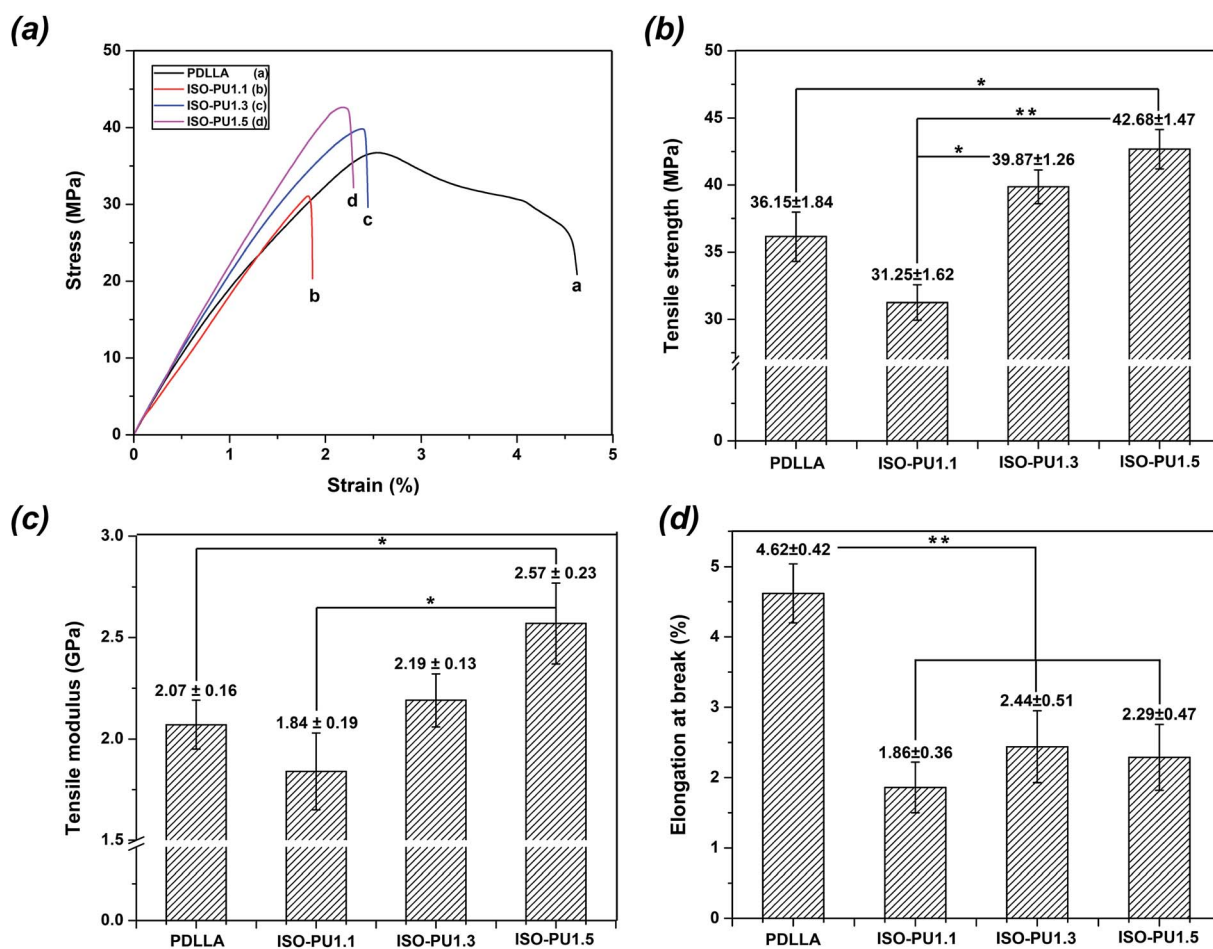 (a)
50
40
30
20
10
0
Stress (MPa)
PDLLA (a)
ISO-PU1.1 (b)
ISO-PU1.3 (c)
ISO-PU1.5 (d)
d
c
b
a
0 1 2 3 4 5
Strain (%)
(b)
50
45
40
35
30
0
Tensile strength (MPa)
*
**
*
36.15±1.84
31.25±1.62
39.87±1.26
42.68±1.47
PDLLA ISO-PU1.1 ISO-PU1.3 ISO-PU1.5
(c)
3.0
2.5
2.0
1.5
0.0
Tensile modulus (GPa)
*
*
2.07 ± 0.16
1.84 ± 0.19
2.19 ± 0.13
2.57 ± 0.23
PDLLA ISO-PU1.1 ISO-PU1.3 ISO-PU1.5
(d)
5
4
3
2
1
0
Elongation at break (%)
**
4.62±0.42
1.86±0.36
2.44±0.51
2.29±0.47
PDLLA ISO-PU1.1 ISO-PU1.3 ISO-PU1.5